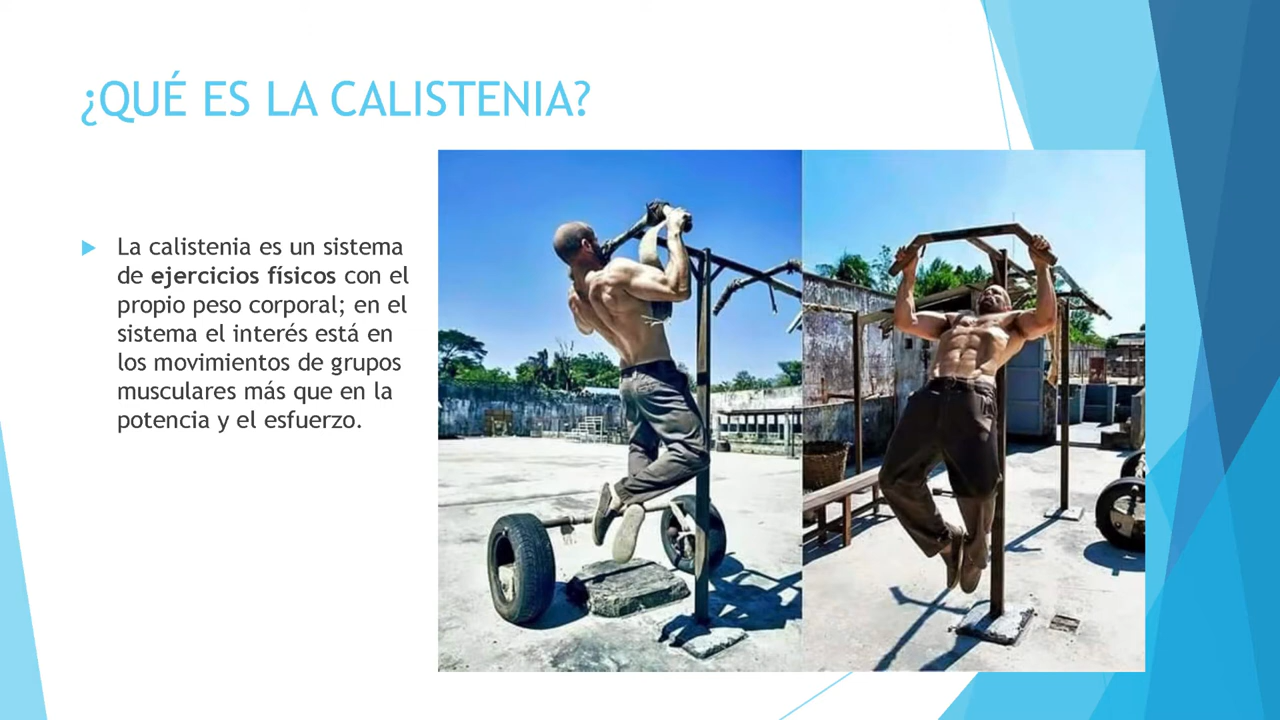 ¿QUÉ ES LA CALISTENIA?
La calistenia es un sistema
de ejercicios físicos con el
propio peso corporal; en el
sistema el interés está en
los movimientos de grupos
musculares más que en la
potencia y el esfuerzo.